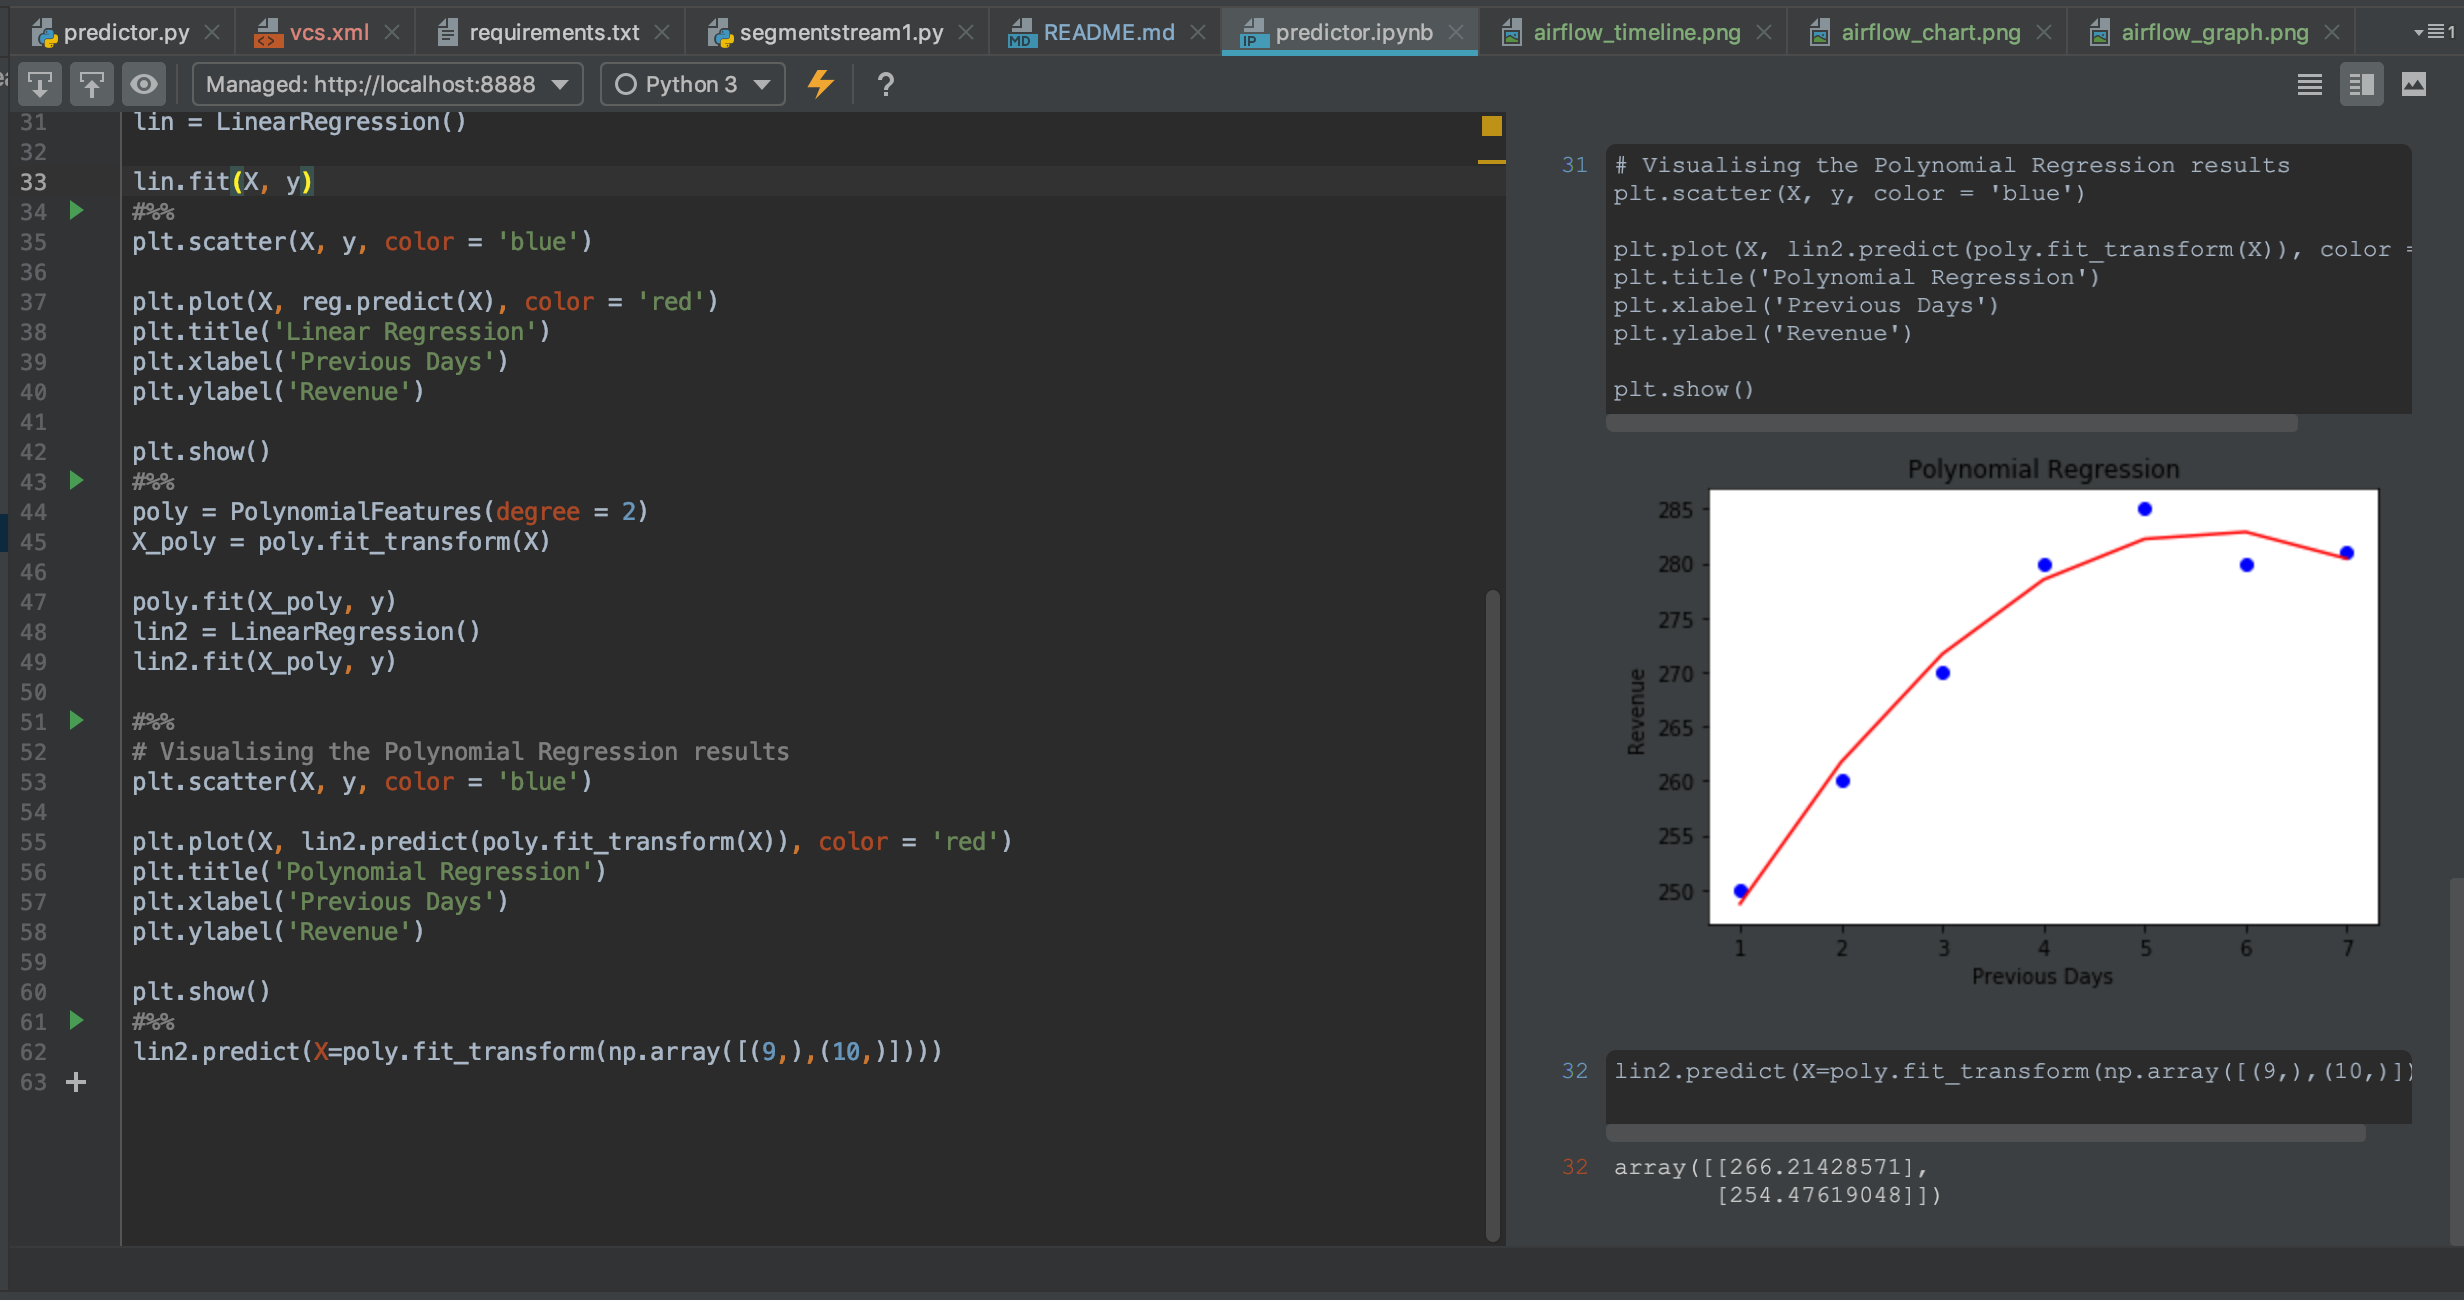 predictor.py
vcs.xml
requirements.txt
segmentstream1.py
README.md
predictor.ipynb
airflow_timeline.png
airflow_chart.png
airflow_graph.png
1
Managed: http://localhost:8888
Python 3
?
31 lin = LinearRegression()
32
33 lin.fit(X, y)
34 #%%
35 plt.scatter(X, y, color = 'blue')
36
37 plt.plot(X, reg.predict(X), color = 'red')
38 plt.title('Linear Regression')
39 plt.xlabel('Previous Days')
40 plt.ylabel('Revenue')
41
42 plt.show()
43 #%%
44 poly = PolynomialFeatures(degree = 2)
45 X_poly = poly.fit_transform(X)
46
47 poly.fit(X_poly, y)
48 lin2 = LinearRegression()
49 lin2.fit(X_poly, y)
50
51 #%%
52 # Visualising the Polynomial Regression results
53 plt.scatter(X, y, color = 'blue')
54
55 plt.plot(X, lin2.predict(poly.fit_transform(X)), color = 'red')
56 plt.title('Polynomial Regression')
57 plt.xlabel('Previous Days')
58 plt.ylabel('Revenue')
59
60 plt.show()
61 #%%
62 lin2.predict(X=poly.fit_transform(np.array([(9,),(10,)])))
63 +
31 # Visualising the Polynomial Regression results
plt.scatter(X, y, color = 'blue')
plt.plot(X, lin2.predict(poly.fit_transform(X)), color =
plt.title('Polynomial Regression')
plt.xlabel('Previous Days')
plt.ylabel('Revenue')
plt.show()
Polynomial Regression
285
280
275
270
265
260
255
250
Revenue
1 2 3 4 5 6 7
Previous Days
32 lin2.predict(X=poly.fit_transform(np.array([(9,),(10,)])
32 array([[266.21428571],
[254.47619048]])